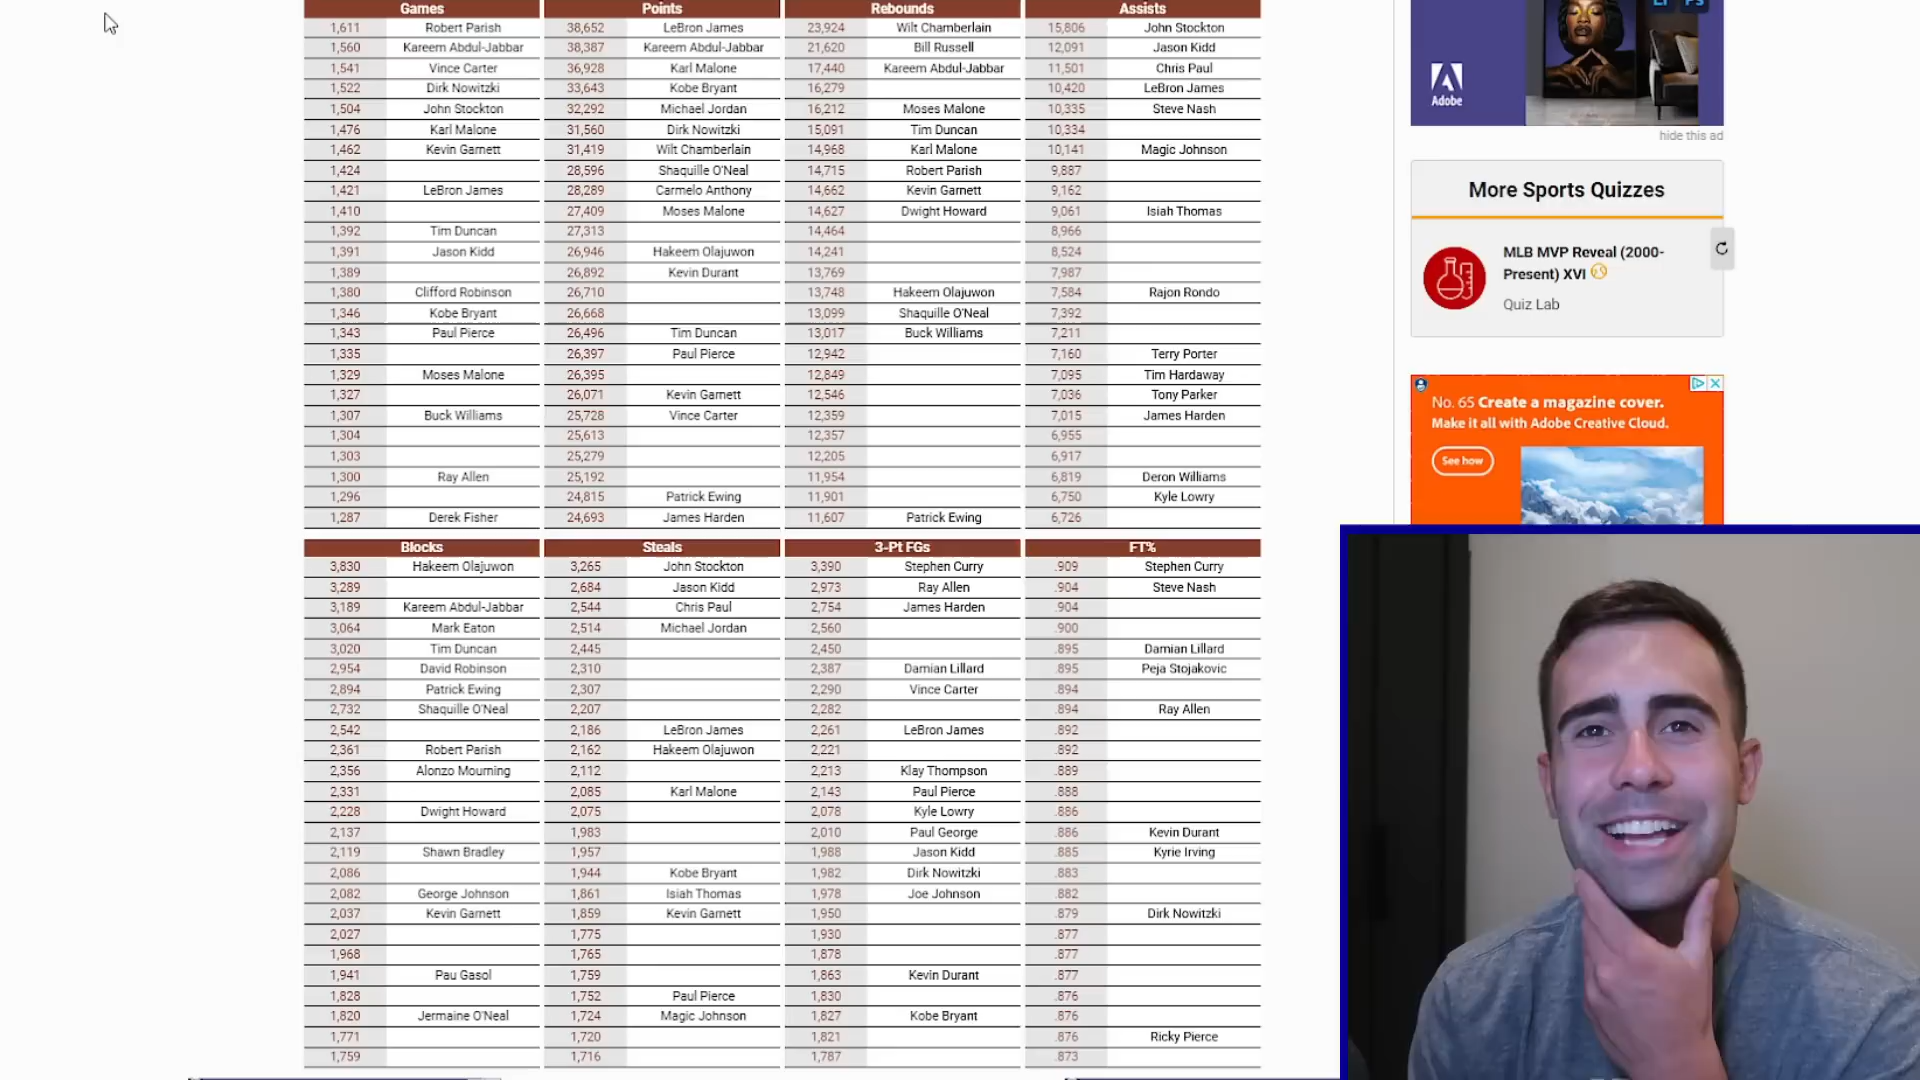 Games Points Rebounds Assists
1,611 Robert Parish 38,652 LeBron James 23,924 Wilt Chamberlain 15,806 John Stockton
1,560 Kareem Abdul-Jabbar 38,387 Kareem Abdul-Jabbar 21,620 Bill Russell 12,091 Jason Kidd
1,541 Vince Carter 36,928 Karl Malone 17,440 Kareem Abdul-Jabbar 11,501 Chris Paul
1,522 Dirk Nowitzki 33,643 Kobe Bryant 16,279 10,420 LeBron James
1,504 John Stockton 32,292 Michael Jordan 16,212 Moses Malone 10,335 Steve Nash
1,476 Karl Malone 31,560 Dirk Nowitzki 15,091 Tim Duncan 10,334
1,462 Kevin Garnett 31,419 Wilt Chamberlain 14,968 Karl Malone 10,141 Magic Johnson
1,424 28,596 Shaquille O'Neal 14,715 Robert Parish 9,887
1,421 LeBron James 28,289 Carmelo Anthony 14,662 Kevin Garnett 9,162
1,410 27,409 Moses Malone 14,627 Dwight Howard 9,061 Isiah Thomas
1,392 Tim Duncan 27,313 14,464 8,966
1,391 Jason Kidd 26,946 Hakeem Olajuwon 14,241 8,524
1,389 26,892 Kevin Durant 13,769 7,987
1,380 Clifford Robinson 26,710 13,748 Hakeem Olajuwon 7,584 Rajon Rondo
1,346 Kobe Bryant 26,668 13,099 Shaquille O'Neal 7,392
1,343 Paul Pierce 26,496 Tim Duncan 13,017 Buck Williams 7,211
1,335 26,397 Paul Pierce 12,942 7,160 Terry Porter
1,329 Moses Malone 26,395 12,849 7,095 Tim Hardaway
1,327 26,071 Kevin Garnett 12,546 7,036 Tony Parker
1,307 Buck Williams 25,728 Vince Carter 12,359 7,015 James Harden
1,304 25,613 12,357 6,955
1,303 25,279 12,205 6,917
1,300 Ray Allen 25,192 11,954 6,819 Deron Williams
1,296 24,815 Patrick Ewing 11,901 6,750 Kyle Lowry
1,287 Derek Fisher 24,693 James Harden 11,607 Patrick Ewing 6,726
Blocks Steals 3-Pt FGs FT%
3,830 Hakeem Olajuwon 3,265 John Stockton 3,390 Stephen Curry .909 Stephen Curry
3,289 2,684 Jason Kidd 2,973 Ray Allen .904 Steve Nash
3,189 Kareem Abdul-Jabbar 2,544 Chris Paul 2,754 James Harden .904
3,064 Mark Eaton 2,514 Michael Jordan 2,560 .900
3,020 Tim Duncan 2,445 2,450 .895 Damian Lillard
2,954 David Robinson 2,310 2,387 Damian Lillard .895 Peja Stojakovic
2,894 Patrick Ewing 2,307 2,290 Vince Carter .894
2,732 Shaquille O'Neal 2,207 2,282 .894 Ray Allen
2,542 2,186 LeBron James 2,261 LeBron James .892
2,361 Robert Parish 2,162 Hakeem Olajuwon 2,221 .892
2,356 Alonzo Mourning 2,112 2,213 Klay Thompson .889
2,331 2,085 Karl Malone 2,143 Paul Pierce .888
2,228 Dwight Howard 2,075 2,078 Kyle Lowry .886
2,137 1,983 2,010 Paul George .886 Kevin Durant
2,119 Shawn Bradley 1,957 1,988 Jason Kidd .885 Kyrie Irving
2,086 1,944 Kobe Bryant 1,982 Dirk Nowitzki .883
2,082 George Johnson 1,861 Isiah Thomas 1,978 Joe Johnson .882
2,037 Kevin Garnett 1,859 Kevin Garnett 1,950 .879 Dirk Nowitzki
2,027 1,775 1,930 .877
1,968 1,765 1,878 .877
1,941 Pau Gasol 1,759 1,863 Kevin Durant .877
1,828 1,752 Paul Pierce 1,830 .876
1,820 Jermaine O'Neal 1,724 Magic Johnson 1,827 Kobe Bryant .876
1,771 1,720 1,821 .876 Ricky Pierce
1,759 1,716 1,787 .873
Lr Ps
Adobe
hide this ad
More Sports Quizzes
MLB MVP Reveal (2000-
Present) XVI
Quiz Lab
No. 65 Create a magazine cover.
Make it all with Adobe Creative Cloud.
See how